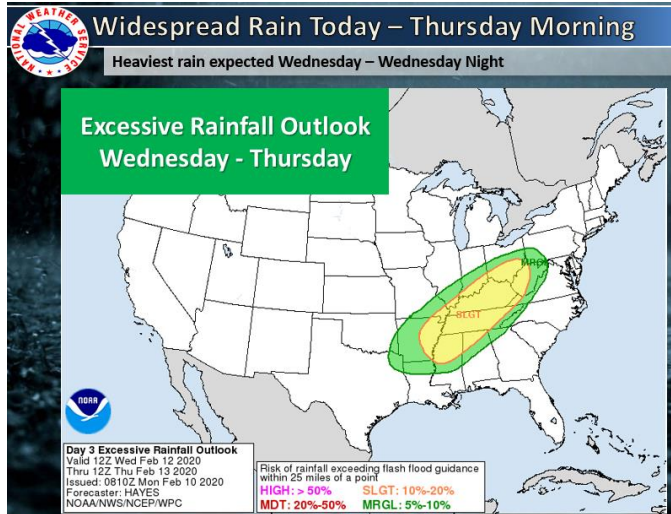 Widespread Rain Today – Thursday Morning
NATIONAL WEATHER SERVICE
Heaviest rain expected Wednesday – Wednesday Night
Excessive Rainfall Outlook
Wednesday - Thursday
MRGL
SLGT
NOAA
Day 3 Excessive Rainfall Outlook
Valid 12Z Wed Feb 12 2020
Thru 12Z Thu Feb 13 2020
Issued: 0810Z Mon Feb 10 2020
Forecaster: HAYES
NOAA/NWS/NCEP/WPC
Risk of rainfall exceeding flash flood guidance
within 25 miles of a point
HIGH: > 50% SLGT: 10%-20%
MDT: 20%-50% MRGL: 5%-10%